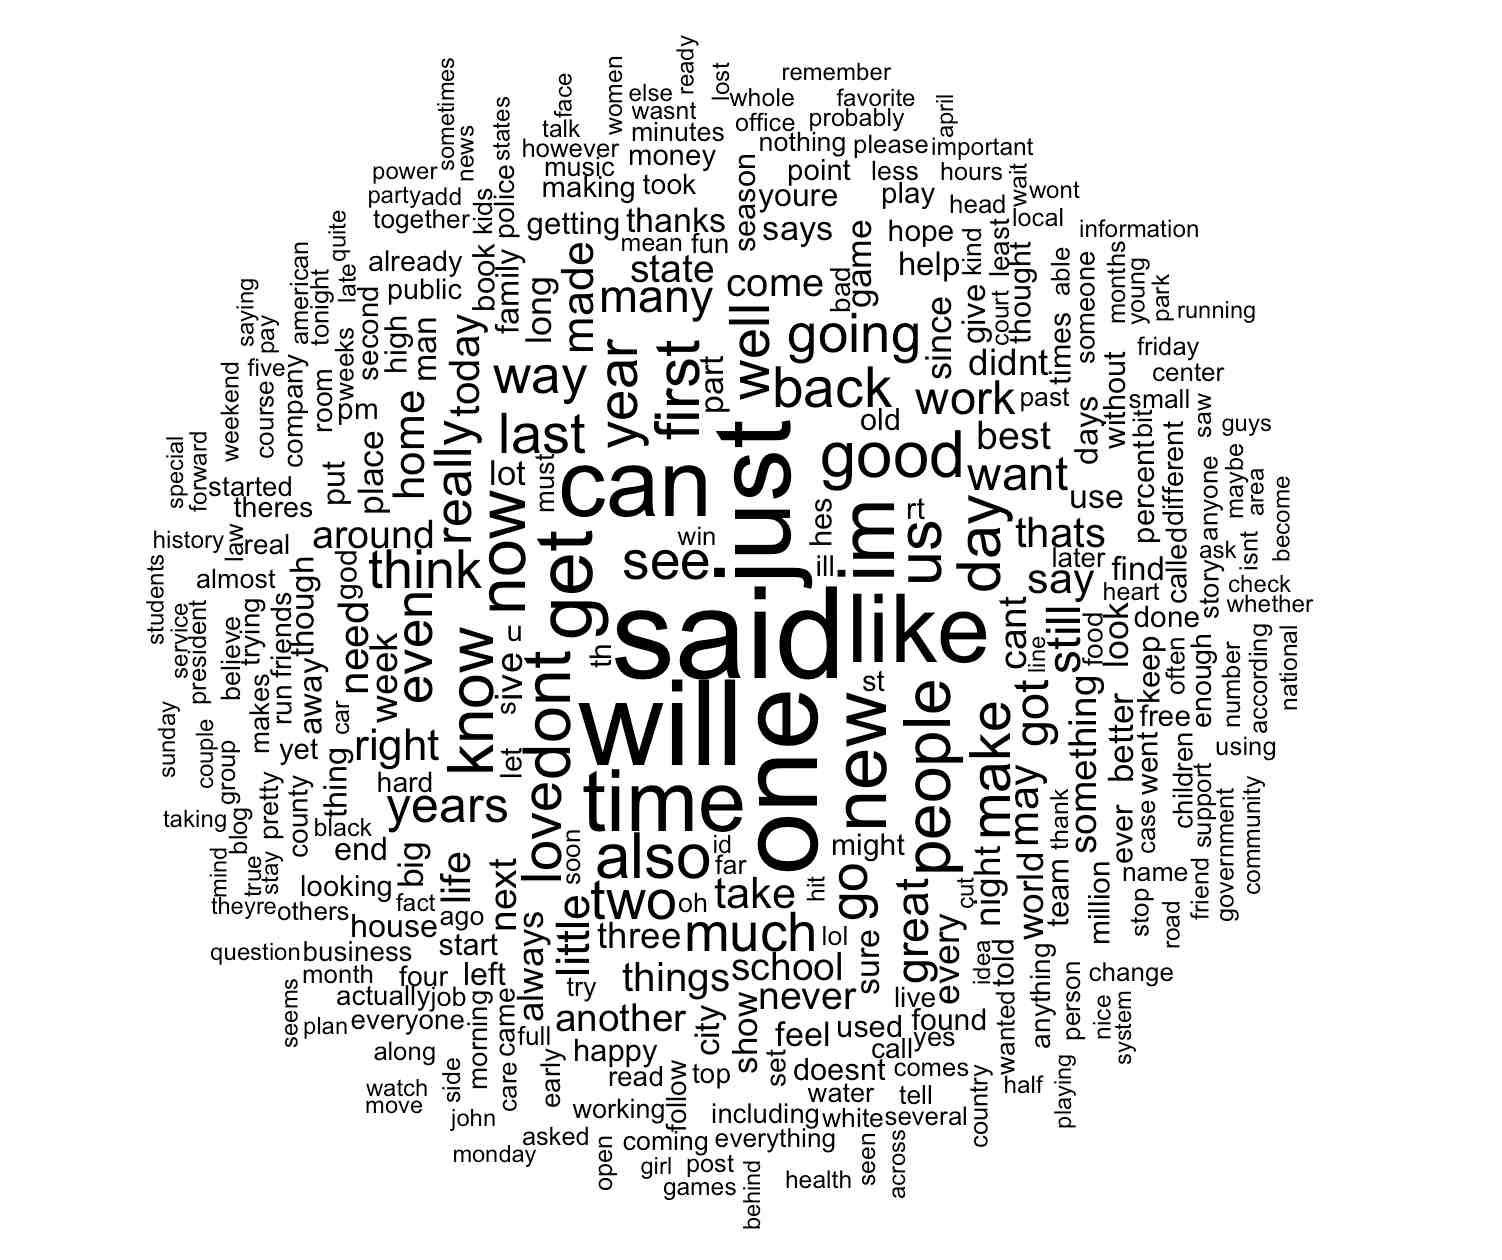 remember
sometimes
ready
lost
face
women
else
whole
favorite
april
wasnt
office
probably
news
states
talk
minutes
nothing
please
important
however
power
music
money
season
point
less
hours
wait
wont
party
add
kids
police
making
took
youre
play
head
local
together
getting
thanks
says
hope
kind
least
information
quite
already
book
family
mean
fun
game
help
thought
able
someone
months
young
park
running
american
tonight
late
public
long
made
state
many
come
bad
since
give
court
times
saying
pay
weeks
second
high
man
today
year
first
part
well
going
didnt
friday
center
weekend
five
course
company
room
pm
way
back
work
past
without
small
bit
saw
guys
special
forward
started
theres
put
place
home
really
last
lot
must
can
just
old
good
best
want
days
use
percent
different
anyone
maybe
area
become
history
law
real
around
think
now
get
see
win
hes
ill
im
rt
us
day
thats
later
say
find
called
story
ask
isnt
check
whether
students
almost
though
god
need
even
said
like
cant
still
food
heart
look
done
service
president
believe
trying
friends
week
know
u
sive
th
dont
will
st
one
new
people
line
got
something
keep
often
enough
number
according
national
sunday
couple
group
makes
run
away
car
yet
thing
right
hard
let
loved
time
make
may
better
free
went
using
taking
blog
pretty
county
black
years
children
support
case
thank
community
mind
true
stay
end
big
life
next
soon
also
id
far
might
go
night
world
team
million
ever
name
stop
road
friend
government
theyre
others
looking
fact
ago
house
little
two
oh
take
hit
great
cut
every
question
business
start
always
three
much
lol
sure
idea
told
anything
month
four
left
things
school
live
person
change
seems
plan
actually
job
try
never
wanted
nice
system
everyone
morning
came
full
another
city
show
feel
used
found
along
side
care
early
happy
call
yes
watch
move
read
follow
top
set
doesnt
comes
country
half
playing
john
working
including
water
white
tell
several
monday
asked
open
coming
everything
seen
across
girl
post
games
behind
health